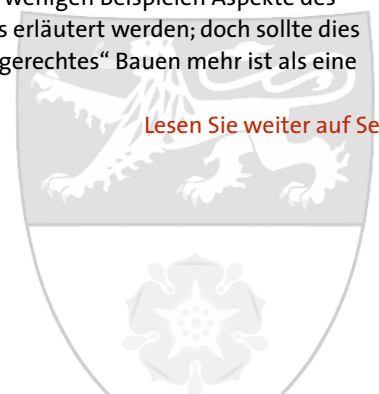 wenigen Beispielen Aspekte des
s erläutert werden; doch sollte dies
gerechtes“ Bauen mehr ist als eine
Lesen Sie weiter auf Se